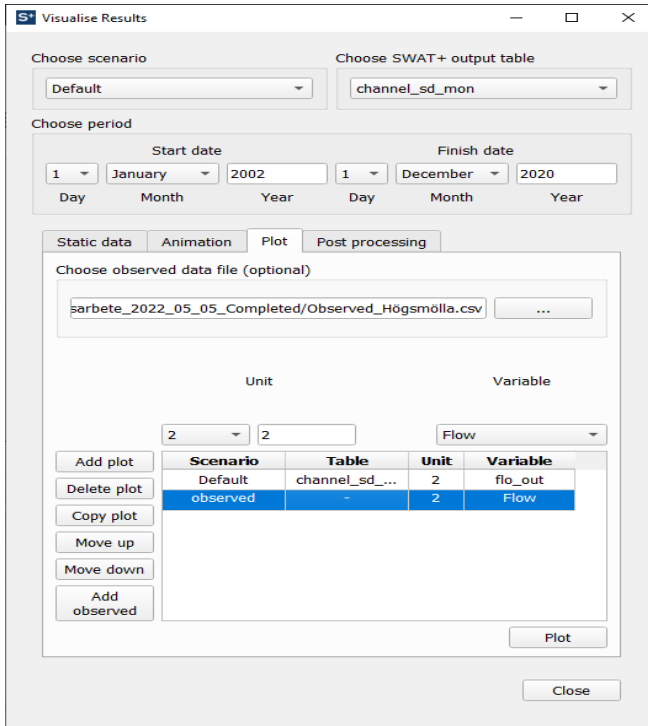 S+ Visualise Results
Choose scenario
Choose SWAT+ output table
Default
channel_sd_mon
Choose period
Start date
Finish date
1 January 2002 1 December 2020
Day Month Year Day Month Year
Static data Animation Plot Post processing
Choose observed data file (optional)
sarbete_2022_05_05_Completed/Observed_Högsmölla.csv ...
Unit Variable
2 2 Flow
Add plot
Delete plot
Copy plot
Move up
Move down
Add
observed
Scenario Table Unit Variable
Default channel_sd_... 2 flo_out
observed - 2 Flow
Plot
Close